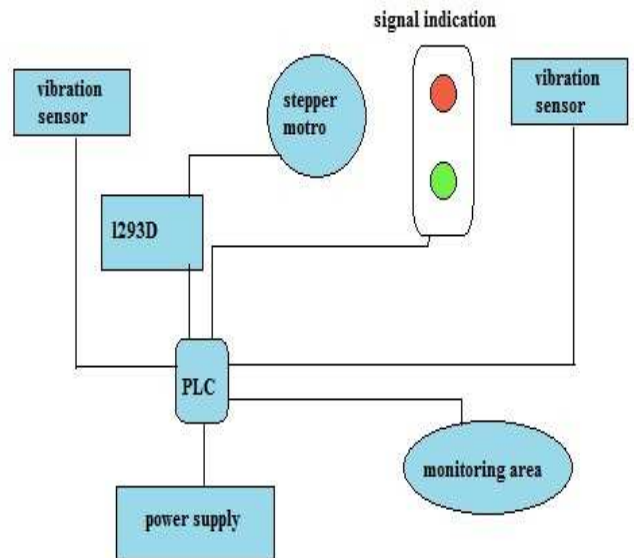 signal indication
vibration
sensor
stepper
motro
vibration
sensor
l293D
PLC
monitoring area
power supply